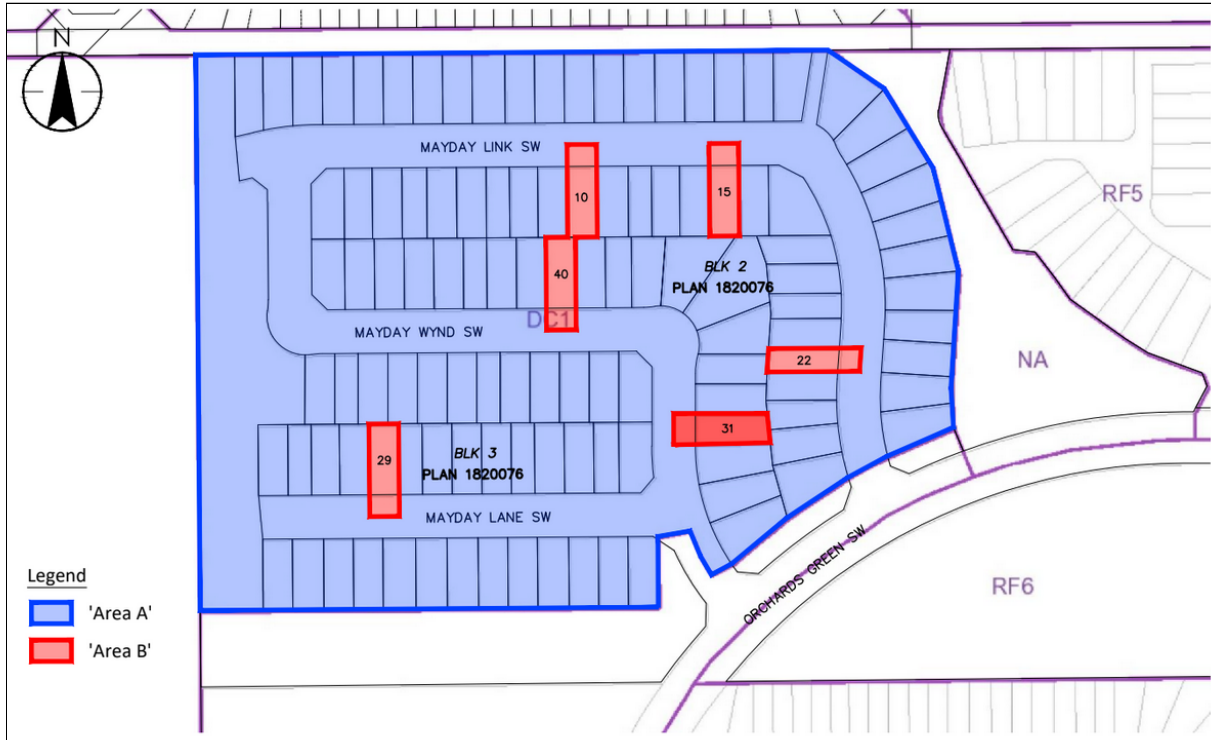 N
MAYDAY LINK SW
10
15
RF5
40
BLK 2
PLAN 1820076
DC1
MAYDAY WYND SW
22
NA
31
29
BLK 3
PLAN 1820076
MAYDAY LANE SW
ORCHARDS GREEN SW
RF6
Legend
'Area A'
'Area B'